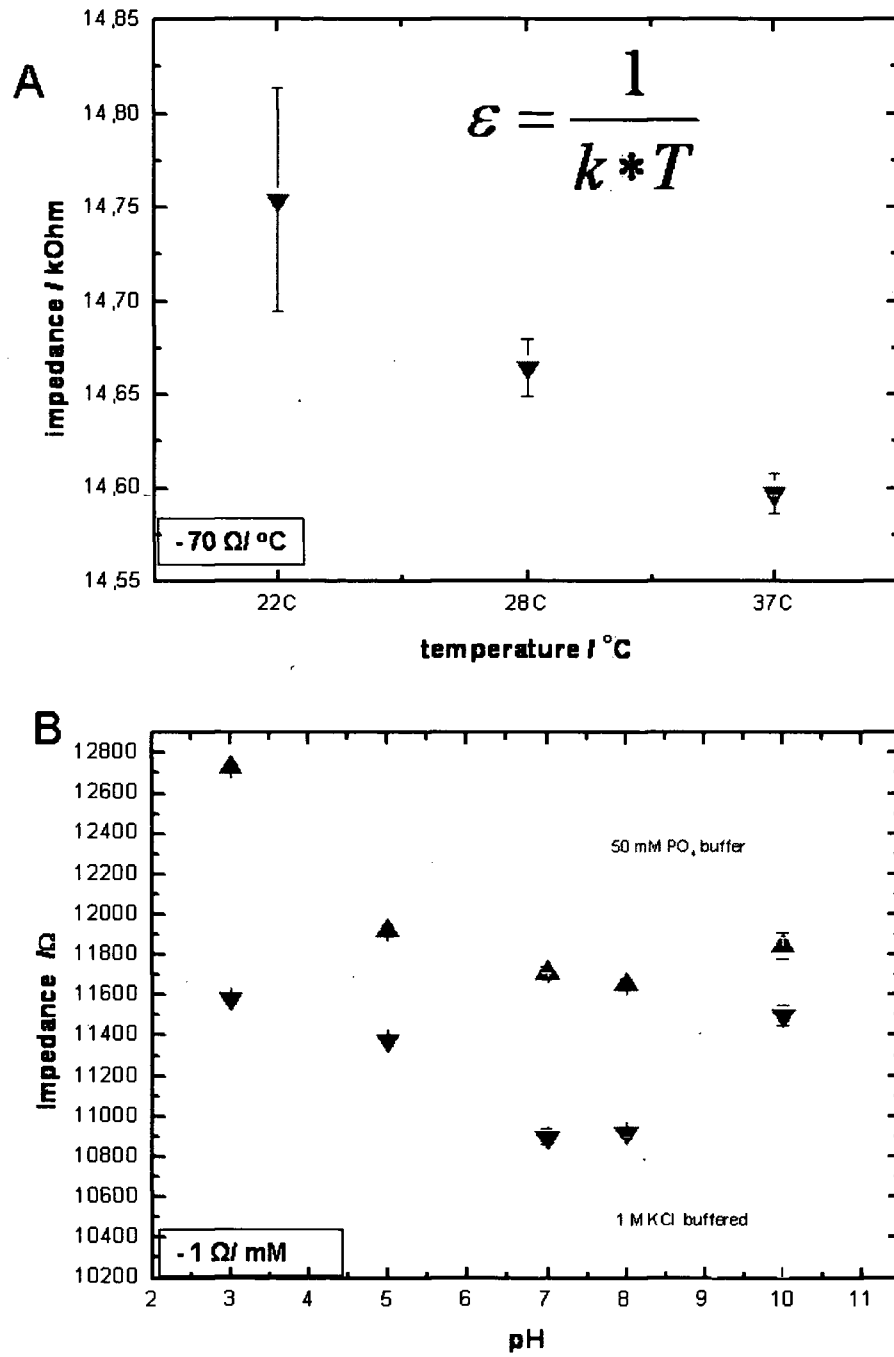 A
14,85
14,80
14,75
14,70
14,65
14,60
14,55
impedance / kOhm
ε = 1 / k * T
- 70 Ω/ °C
22C 28C 37C
temperature / °C
B
12800
12600
12400
12200
12000
11800
11600
11400
11200
11000
10800
10600
10400
10200
Impedance /Ω
50 mM PO₄ buffer
1 M KCl buffered
- 1 Ω/ mM
2 3 4 5 6 7 8 9 10 11
pH